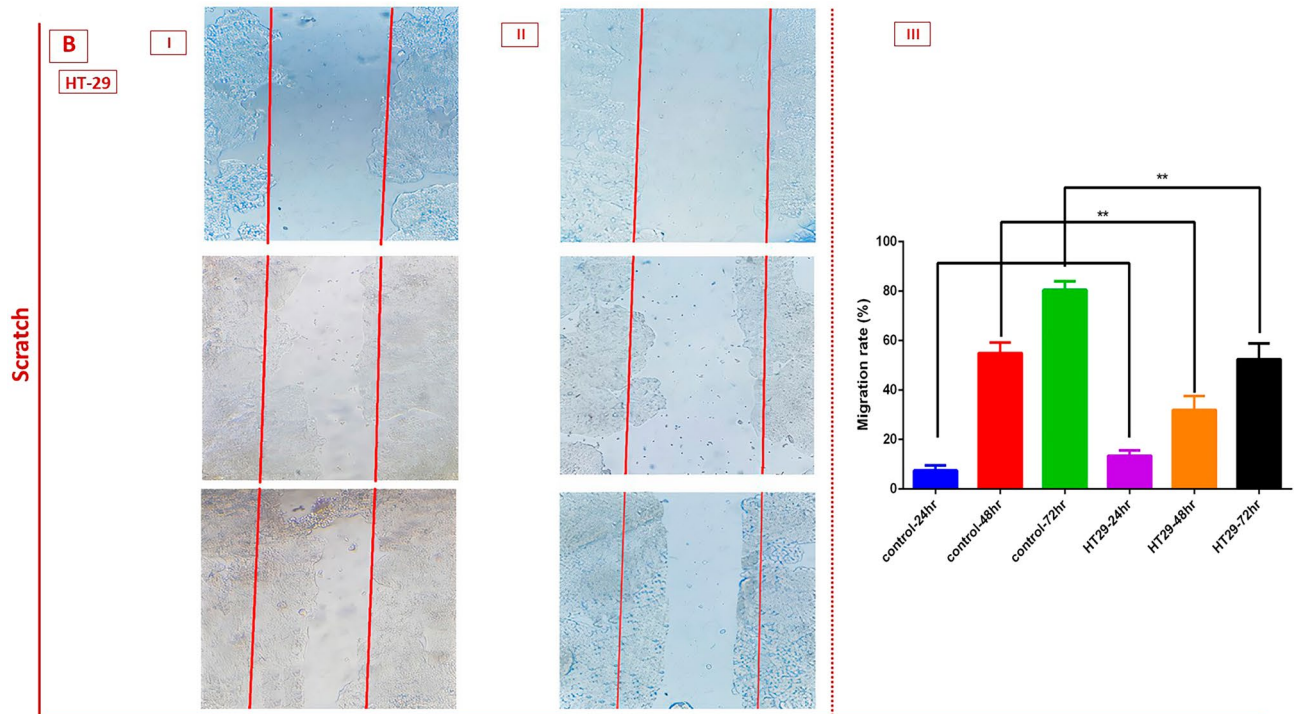 B
I
II
III
HT-29
Scratch
**
**
Migration rate (%)
100
80
60
40
20
0
control-24hr
control-48hr
control-72hr
HT29-24hr
HT29-48hr
HT29-72hr